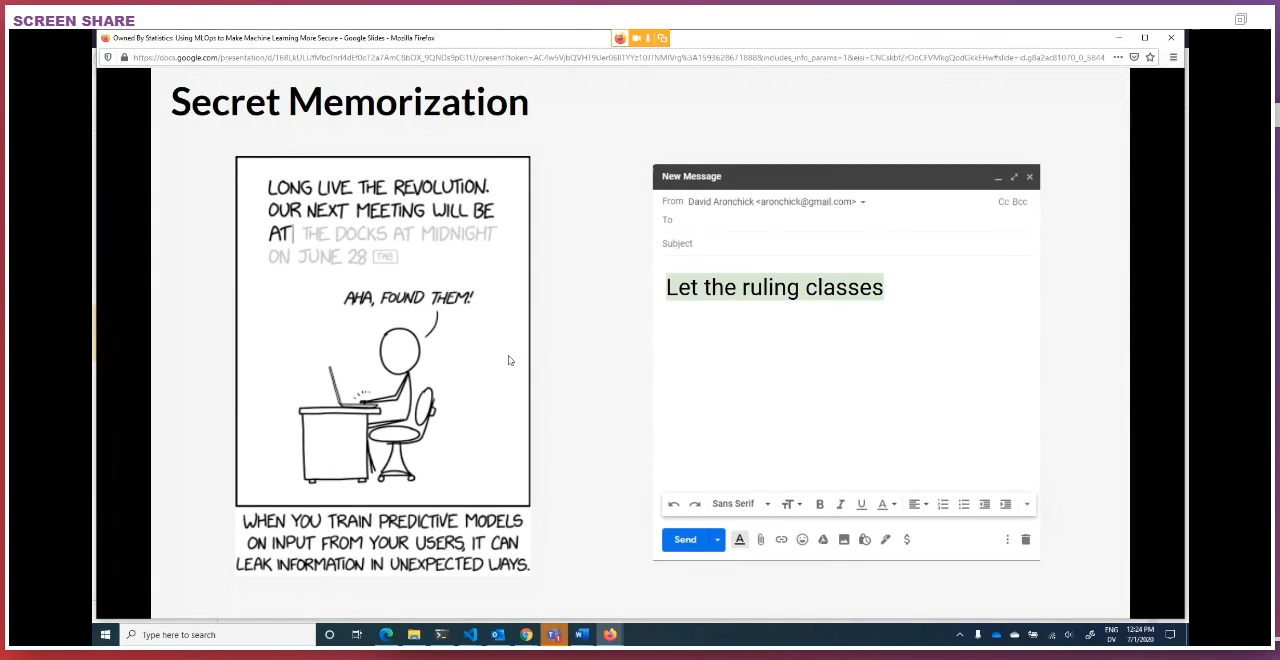 SCREEN SHARE
Owned By Statistics: Using MLOps to Make Machine Learning More Secure - Google Slides - Mozilla Firefox
Secret Memorization
LONG LIVE THE REVOLUTION.
OUR NEXT MEETING WILL BE
AT THE DOCKS AT MIDNIGHT
ON JUNE 28 TAB
AHA, FOUND THEM!
WHEN YOU TRAIN PREDICTIVE MODELS
ON INPUT FROM YOUR USERS, IT CAN
LEAK INFORMATION IN UNEXPECTED WAYS.
New Message
From David Aronchick <aronchick@gmail.com> Cc Bcc
To
Subject
Let the ruling classes
Sans Serif
Send
Type here to search
ENG 12:24 PM
DV 7/1/2020